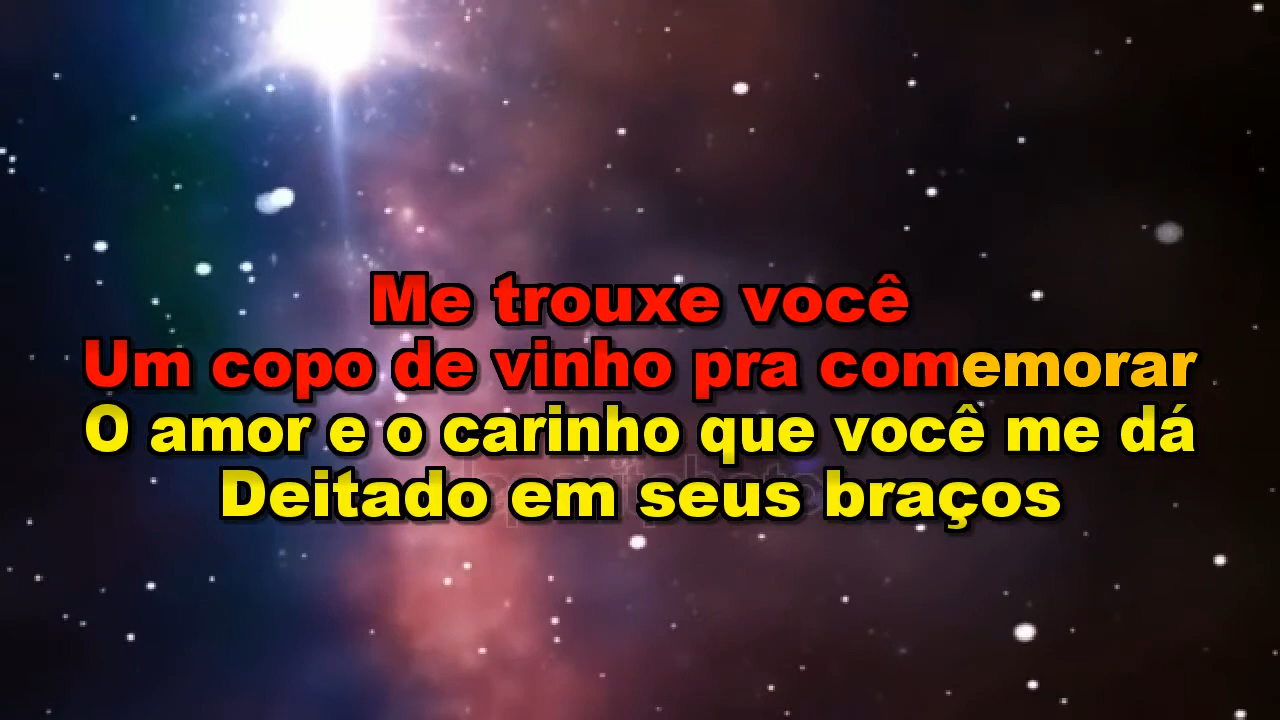 Me trouxe você
Um copo de vinho pra comemorar
O amor e o carinho que você me dá
Deitado em seus braços